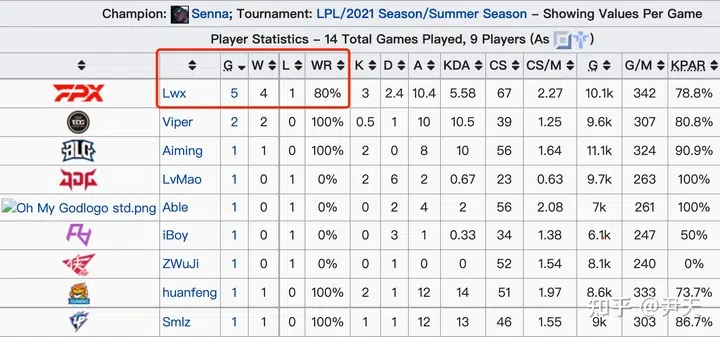 Champion: Senna; Tournament: LPL/2021 Season/Summer Season – Showing Values Per Game
Player Statistics – 14 Total Games Played, 9 Players (As )
G W L WR K D A KDA CS CS/M G G/M KPAR
FPX Lwx 5 4 1 80% 3 2.4 10.4 5.58 67 2.27 10.1k 342 78.8%
EDG Viper 2 2 0 100% 0.5 1 10 10.5 39 1.25 9.6k 307 80.8%
BLG Aiming 1 1 0 100% 2 0 8 10 56 1.64 11.1k 324 90.9%
JDG LvMao 1 0 1 0% 2 6 2 0.67 23 0.63 9.7k 263 100%
Oh My Godlogo std.png Able 1 0 1 0% 0 2 4 2 56 2.08 7k 261 100%
iBoy 1 0 1 0% 0 3 1 0.33 34 1.38 6.1k 247 50%
ZWuJi 1 0 1 0% 0 1 0 0 52 1.54 8.1k 240 0%
SUNING huanfeng 1 1 0 100% 2 1 12 14 51 1.97 8.6k 333 73.7%
Smlz 1 1 0 100% 1 1 12 13 46 1.55 9k 303 86.7%
知乎 @尹天